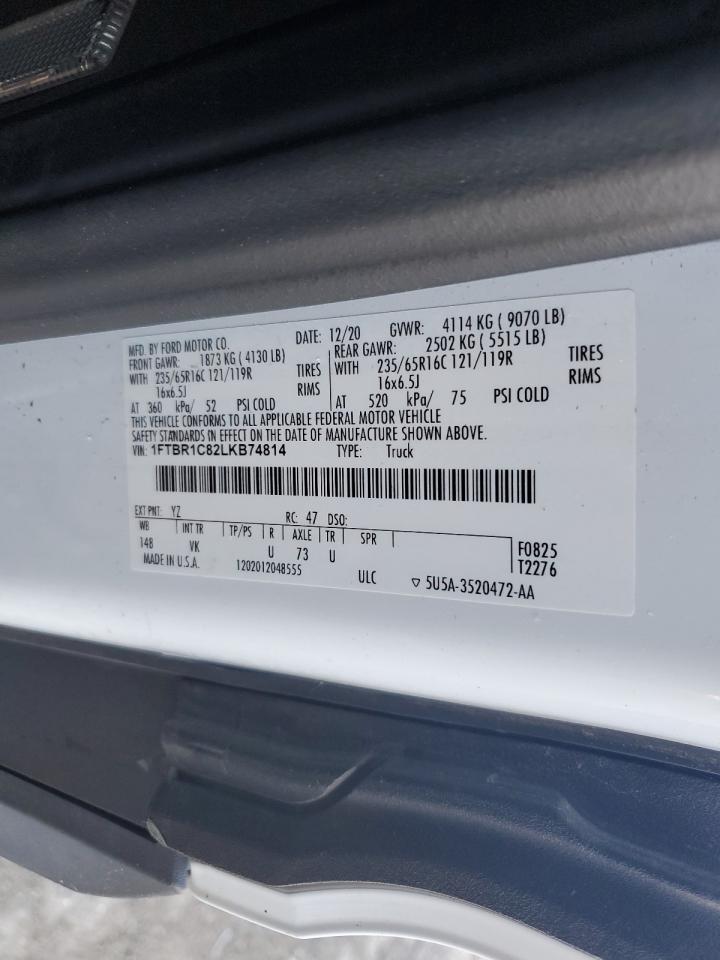 MFD. BY FORD MOTOR CO. DATE: 12/20 GVWR: 4114 KG ( 9070 LB)
FRONT GAWR: 1873 KG ( 4130 LB) REAR GAWR: 2502 KG ( 5515 LB)
WITH 235/65R16C 121/119R TIRES WITH 235/65R16C 121/119R TIRES
16x6.5J RIMS 16x6.5J RIMS
AT 360 kPa/ 52 PSI COLD AT 520 kPa/ 75 PSI COLD
THIS VEHICLE CONFORMS TO ALL APPLICABLE FEDERAL MOTOR VEHICLE
SAFETY STANDARDS IN EFFECT ON THE DATE OF MANUFACTURE SHOWN ABOVE.
VIN: 1FTBR1C82LKB74814 TYPE: Truck
EXT PNT: YZ RC: 47 DSO:
WB INT TR TP/PS R AXLE TR SPR
148 VK U 73 U F0825
MADE IN U.S.A. T2276
1202012048555 ULC ▽ 5U5A-3520472-AA